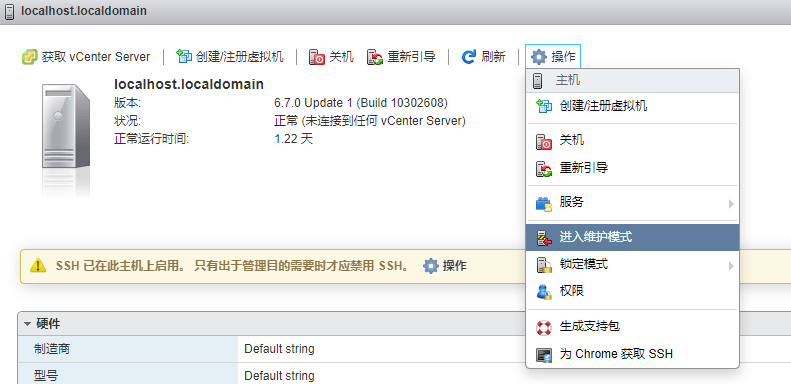 localhost.localdomain
获取 vCenter Server 创建/注册虚拟机 关机 重新引导 刷新 操作
localhost.localdomain
版本: 6.7.0 Update 1 (Build 10302608)
状况: 正常 (未连接到任何 vCenter Server)
正常运行时间: 1.22 天
主机
创建/注册虚拟机
关机
重新引导
服务
进入维护模式
锁定模式
权限
生成支持包
为 Chrome 获取 SSH
SSH 已在此主机上启用。 只有出于管理目的需要时才应禁用 SSH。 操作
硬件
制造商 Default string
型号 Default string